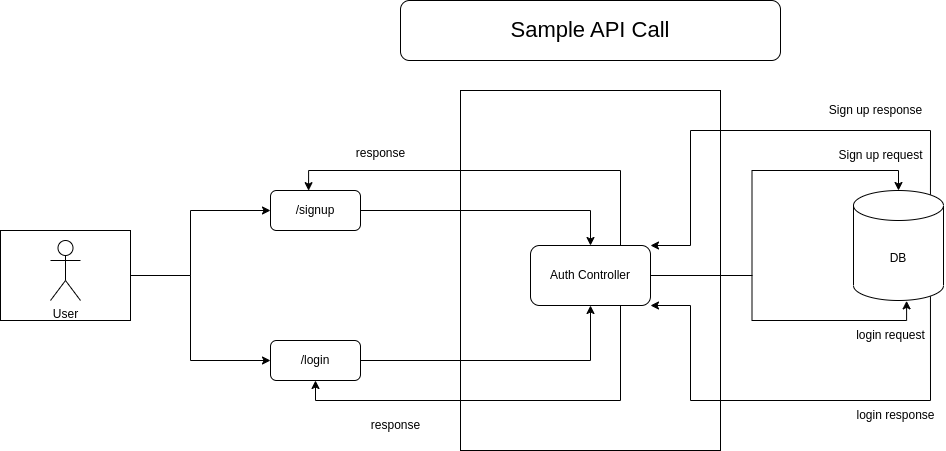 Sample API Call
Sign up response
response
Sign up request
/signup
DB
Auth Controller
User
login request
/login
login response
response